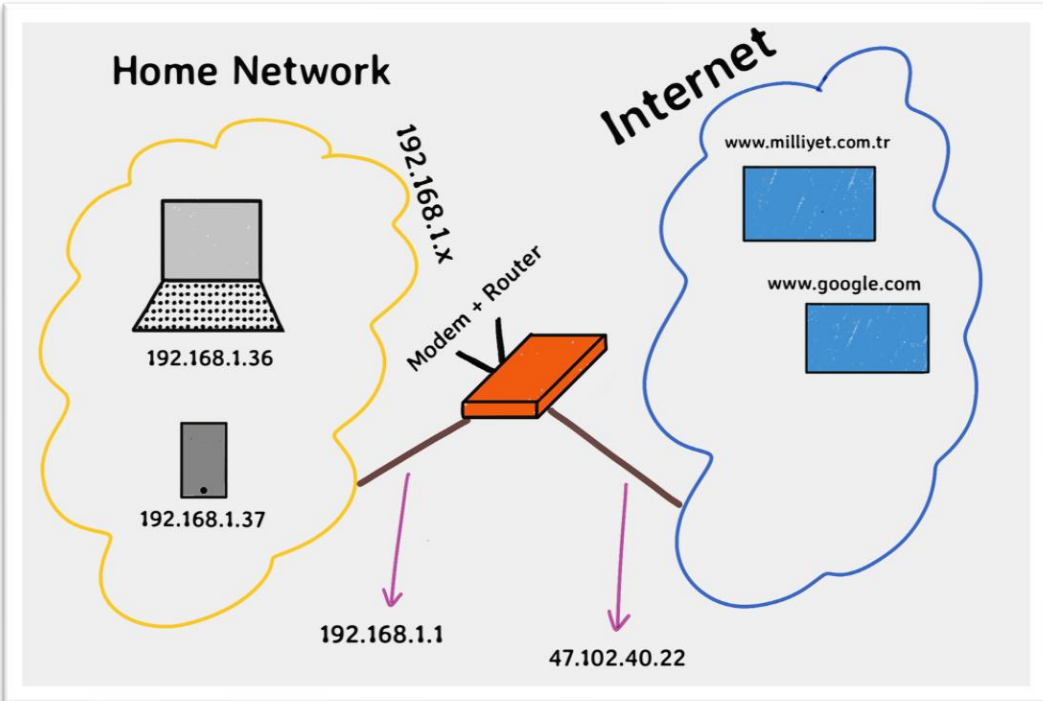 Home Network
Internet
192.168.1.x
www.milliyet.com.tr
Modem + Router
www.google.com
192.168.1.36
192.168.1.37
192.168.1.1
47.102.40.22